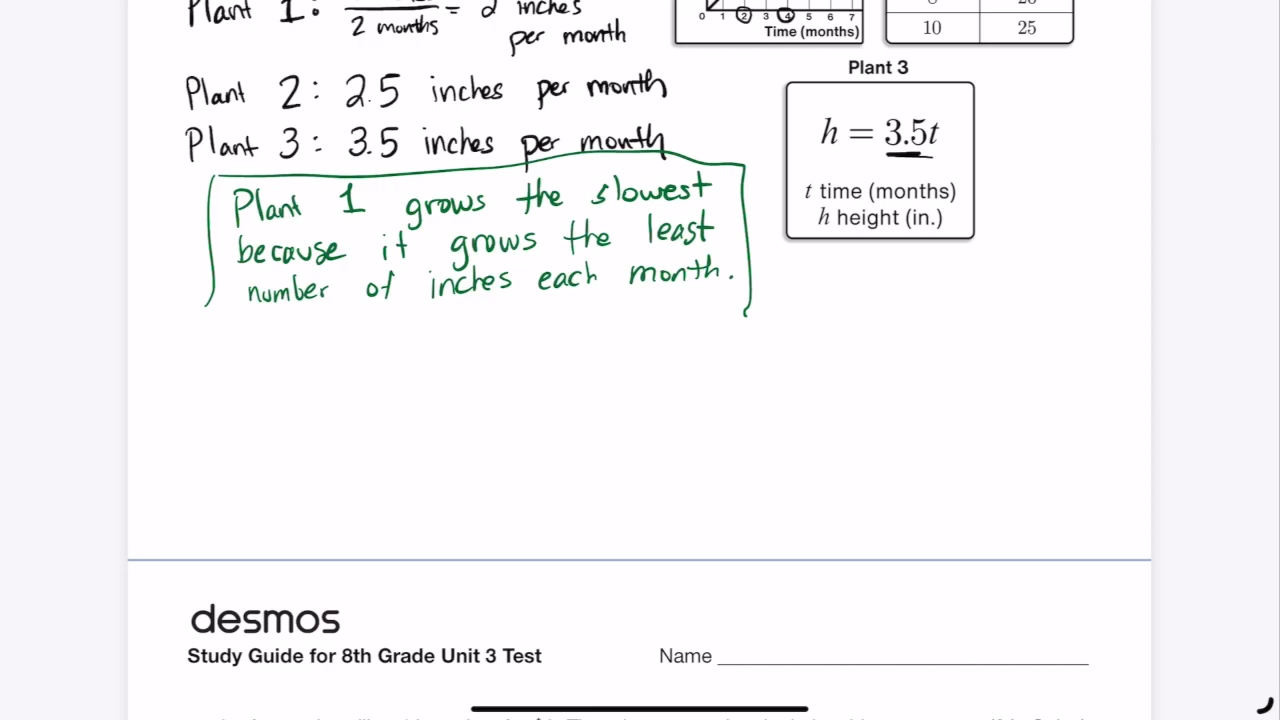 Plant 1: = 2 inches
2 months per month
0 1 2 3 4 5 6 7
Time (months)
10 25
Plant 2: 2.5 inches per month
Plant 3: 3.5 inches per month
Plant 3
h = 3.5t
t time (months)
h height (in.)
Plant 1 grows the slowest
because it grows the least
number of inches each month.
desmos
Study Guide for 8th Grade Unit 3 Test
Name